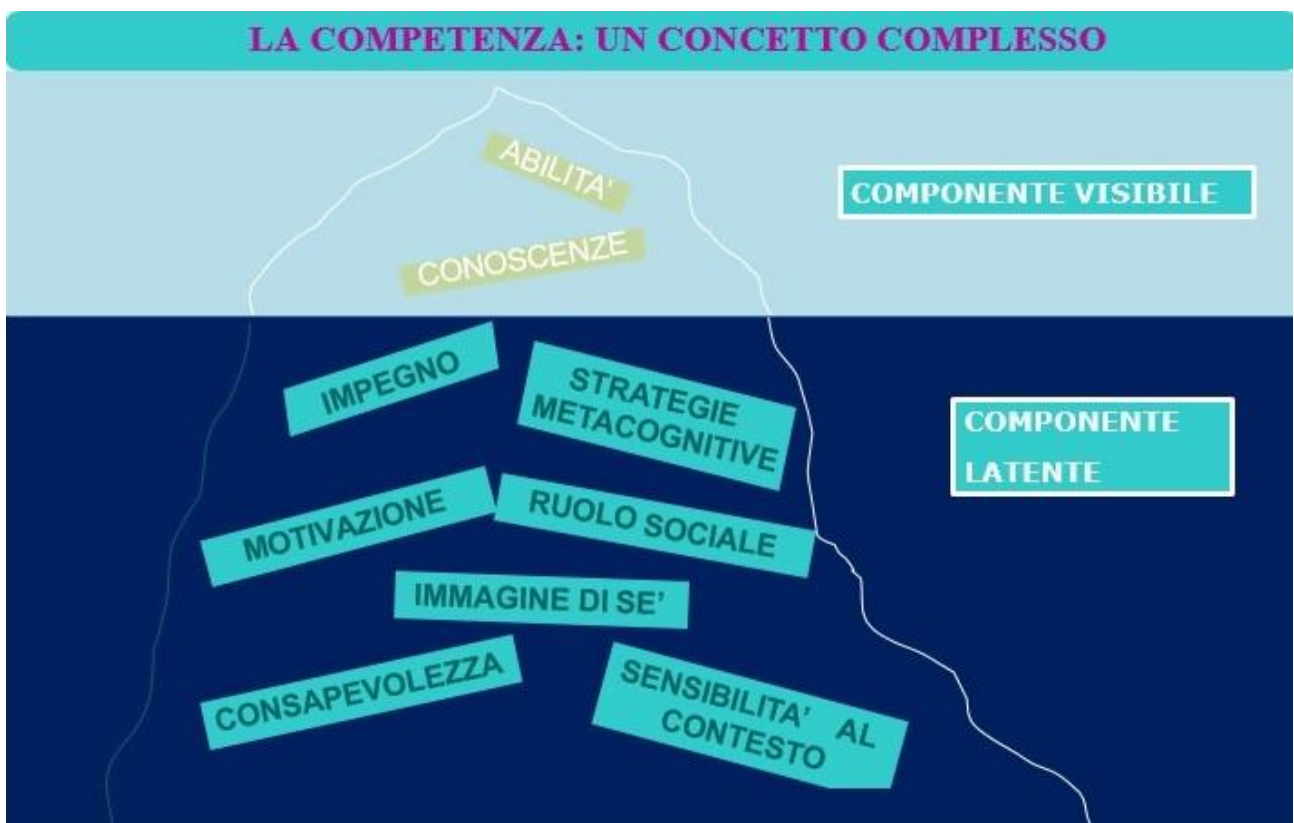 LA COMPETENZA: UN CONCETTO COMPLESSO
ABILITA'
COMPONENTE VISIBILE
CONOSCENZE
IMPEGNO
STRATEGIE
METACOGNITIVE
COMPONENTE
LATENTE
MOTIVAZIONE
RUOLO SOCIALE
IMMAGINE DI SE'
CONSAPEVOLEZZA
SENSIBILITA' AL
CONTESTO